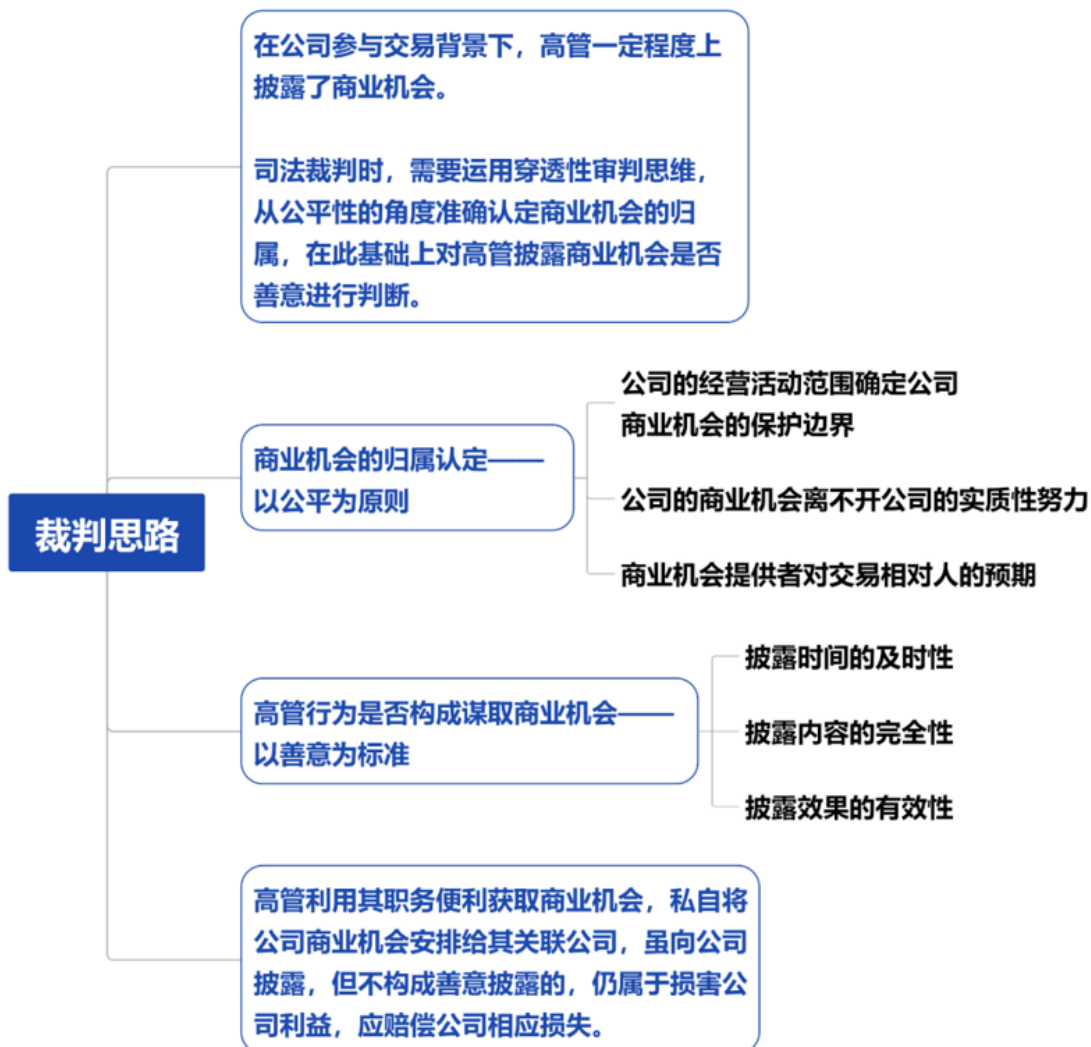 裁判思路
在公司参与交易背景下，高管一定程度上
披露了商业机会。
司法裁判时，需要运用穿透性审判思维，
从公平性的角度准确认定商业机会的归
属，在此基础上对高管披露商业机会是否
善意进行判断。
商业机会的归属认定——
以公平为原则
公司的经营活动范围确定公司
商业机会的保护边界
公司的商业机会离不开公司的实质性努力
商业机会提供者对交易相对人的预期
高管行为是否构成谋取商业机会——
以善意为标准
披露时间的及时性
披露内容的完全性
披露效果的有效性
高管利用其职务便利获取商业机会，私自将
公司商业机会安排给其关联公司，虽向公司
披露，但不构成善意披露的，仍属于损害公
司利益，应赔偿公司相应损失。